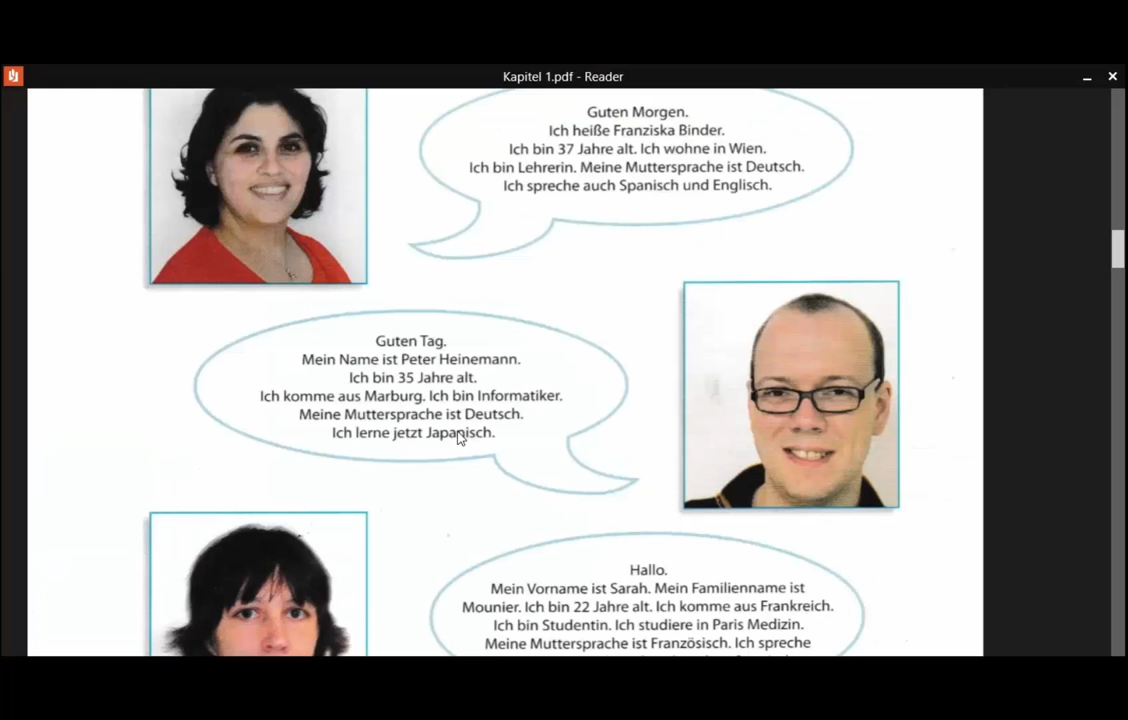 Kapitel 1.pdf - Reader
Guten Morgen.
Ich heiße Franziska Binder.
Ich bin 37 Jahre alt. Ich wohne in Wien.
Ich bin Lehrerin. Meine Muttersprache ist Deutsch.
Ich spreche auch Spanisch und Englisch.
Guten Tag.
Mein Name ist Peter Heinemann.
Ich bin 35 Jahre alt.
Ich komme aus Marburg. Ich bin Informatiker.
Meine Muttersprache ist Deutsch.
Ich lerne jetzt Japanisch.
Hallo.
Mein Vorname ist Sarah. Mein Familienname ist
Mounier. Ich bin 22 Jahre alt. Ich komme aus Frankreich.
Ich bin Studentin. Ich studiere in Paris Medizin.
Meine Muttersprache ist Französisch. Ich spreche